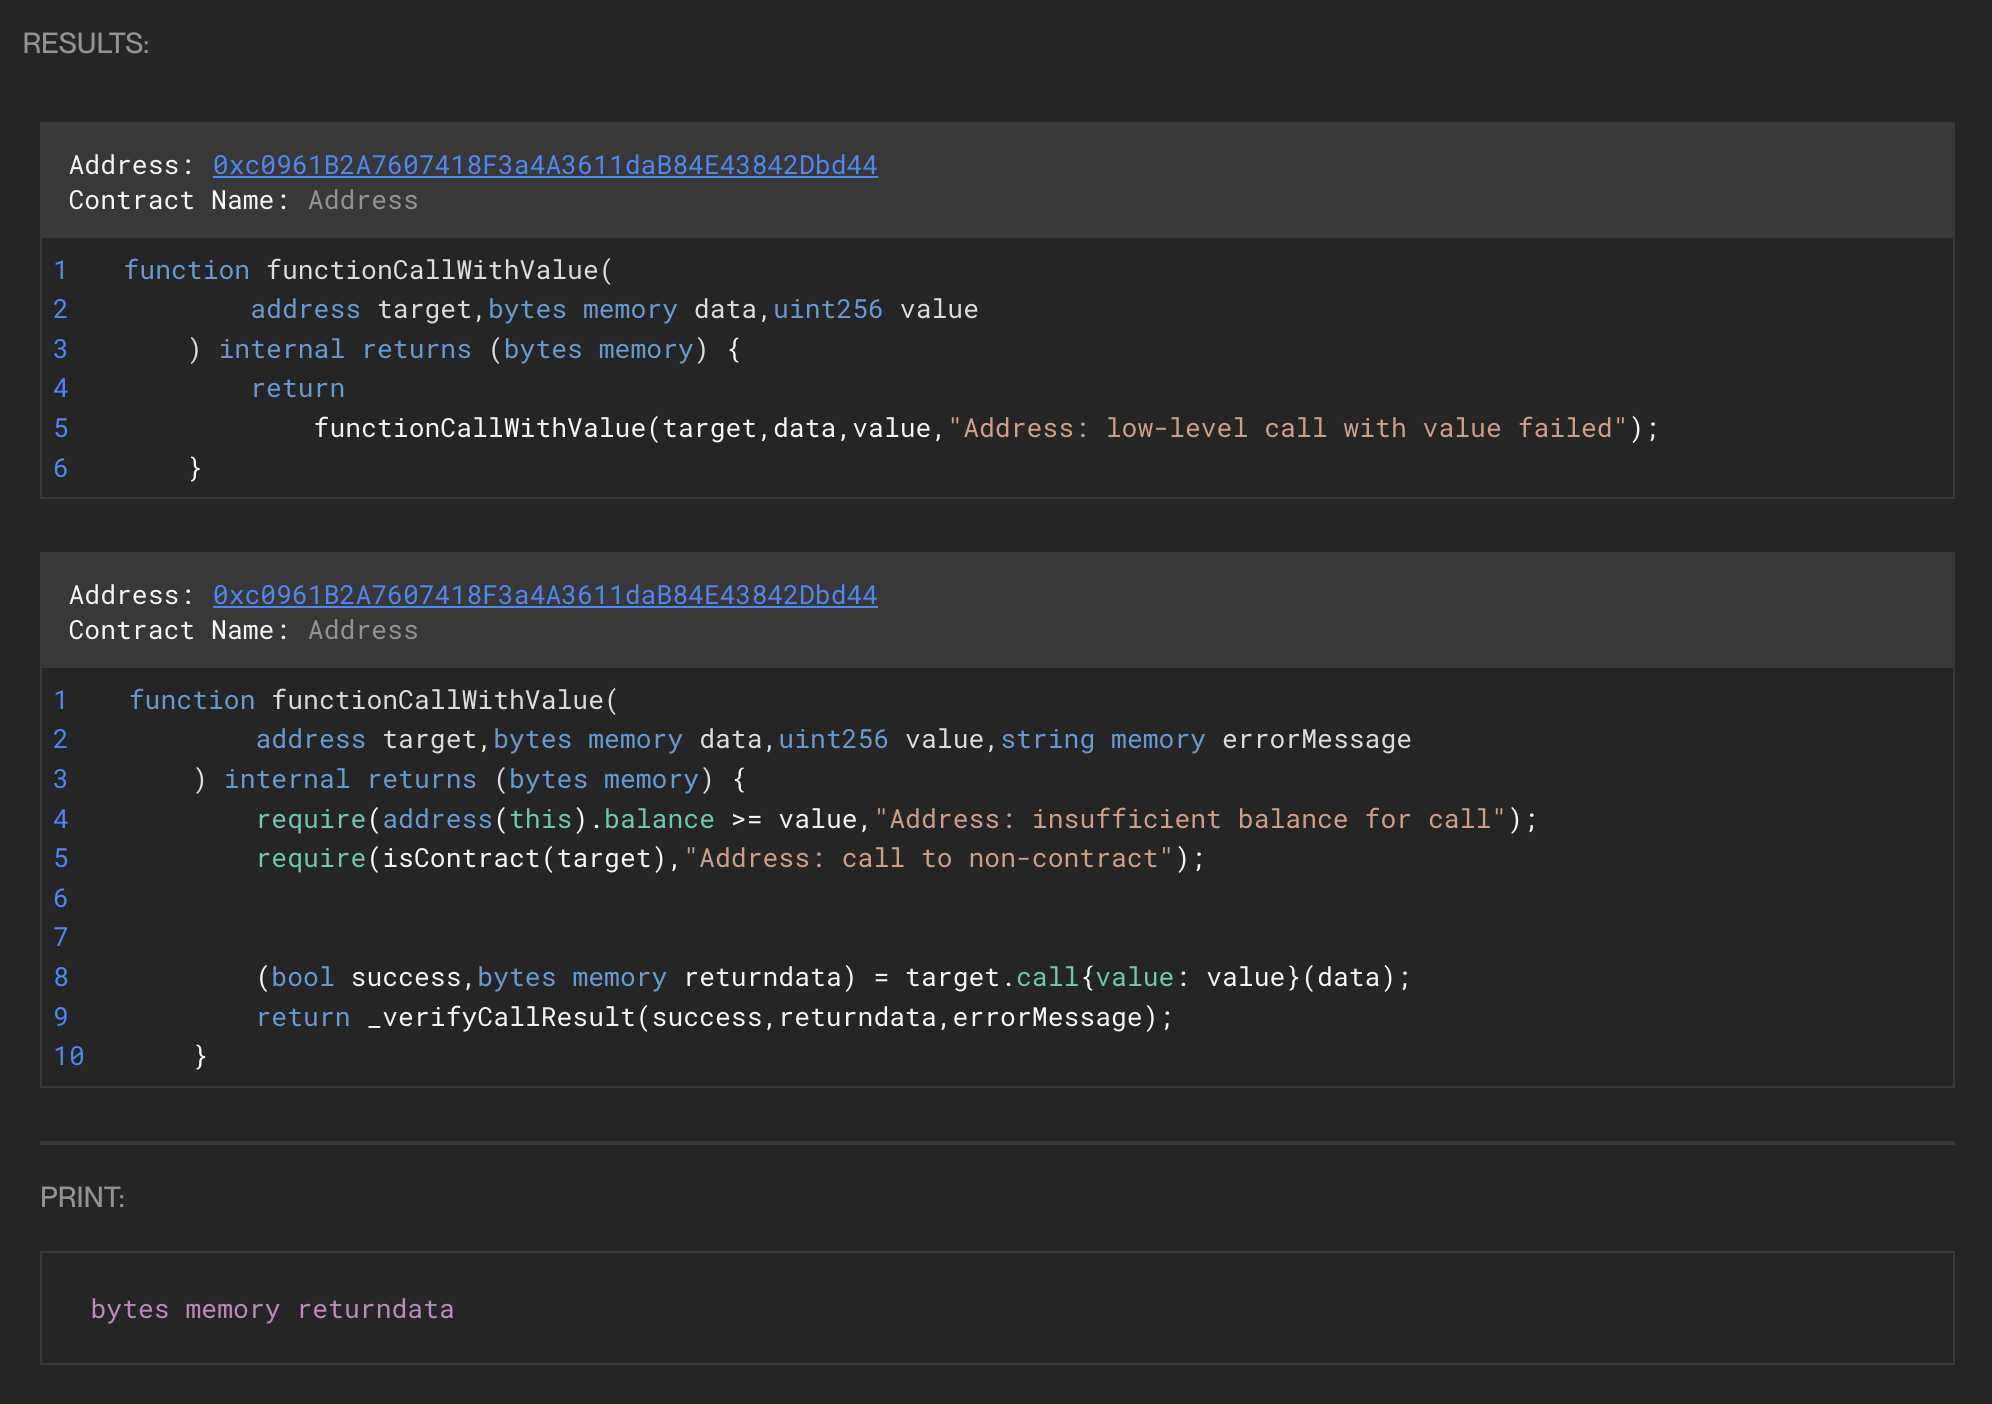 RESULTS:
Address: 0xc0961B2A7607418F3a4A3611daB84E43842Dbd44
Contract Name: Address
1 function functionCallWithValue(
2 address target,bytes memory data,uint256 value
3 ) internal returns (bytes memory) {
4 return
5 functionCallWithValue(target,data,value,"Address: low-level call with value failed");
6 }
Address: 0xc0961B2A7607418F3a4A3611daB84E43842Dbd44
Contract Name: Address
1 function functionCallWithValue(
2 address target,bytes memory data,uint256 value,string memory errorMessage
3 ) internal returns (bytes memory) {
4 require(address(this).balance >= value,"Address: insufficient balance for call");
5 require(isContract(target),"Address: call to non-contract");
6
7
8 (bool success,bytes memory returndata) = target.call{value: value}(data);
9 return _verifyCallResult(success,returndata,errorMessage);
10 }
PRINT:
bytes memory returndata